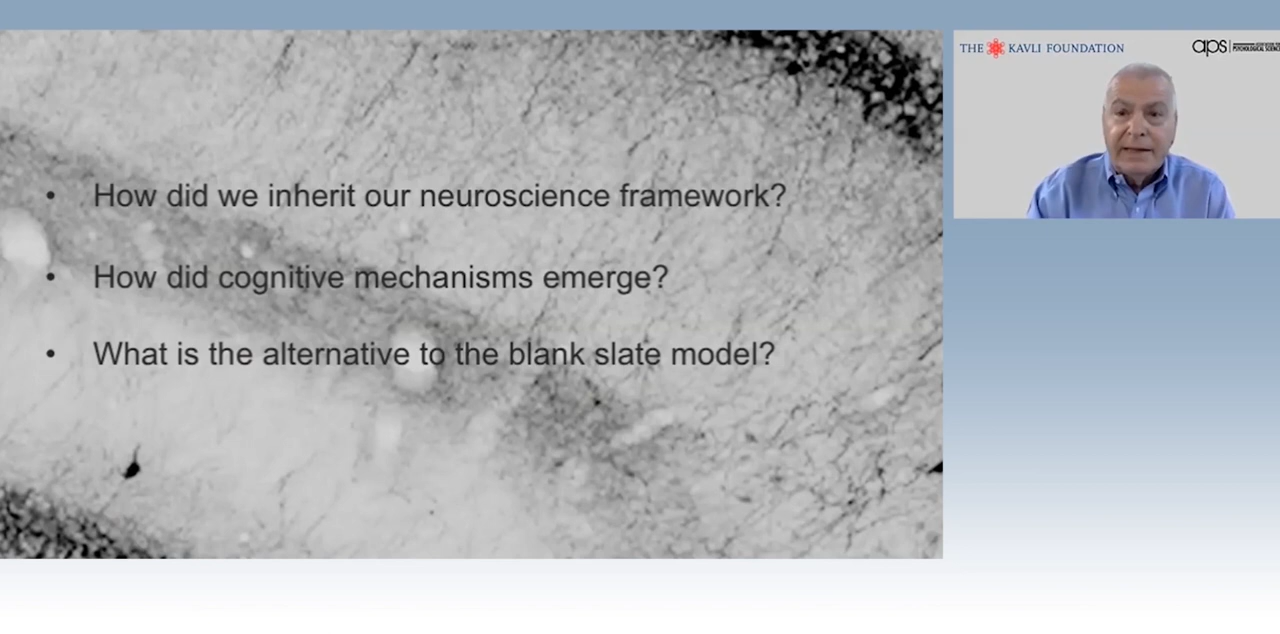 • How did we inherit our neuroscience framework?
• How did cognitive mechanisms emerge?
• What is the alternative to the blank slate model?
THE KAVLI FOUNDATION
aps